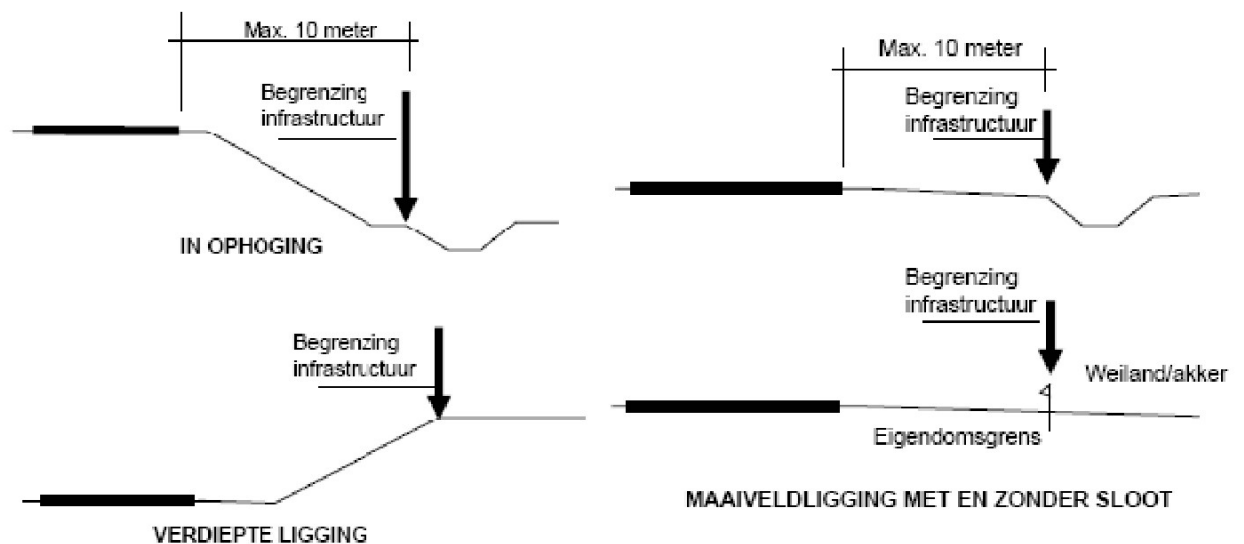 Max. 10 meter
Begrenzing
infrastructuur
IN OPHOGING
Begrenzing
infrastructuur
VERDIEPTE LIGGING
Max. 10 meter
Begrenzing
infrastructuur
Begrenzing
infrastructuur
Weiland/akker
Eigendomsgrens
MAAIVELDLIGGING MET EN ZONDER SLOOT